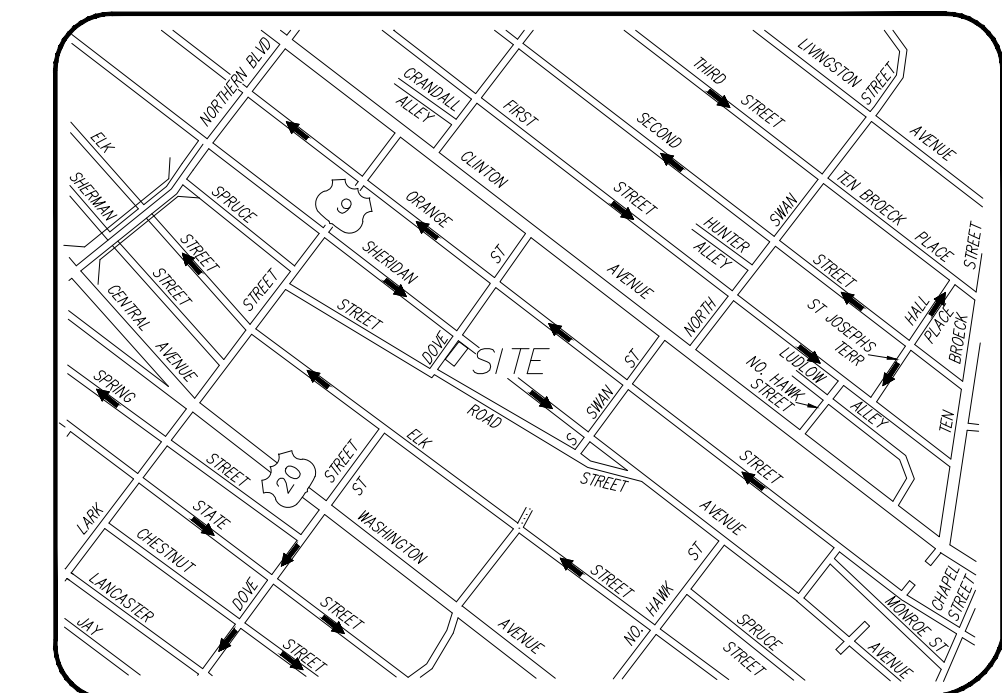 LIVINGSTON
STREET
AVENUE
NORTHERN BLVD
CRANDALL
ALLEY
THIRD
STREET
FIRST
STREET
SECOND
STREET
ELK
STREET
SHERMAN
STREET
SPRUCE
STREET
CLINTON
AVENUE
9
ORANGE
ST
SHERIDAN
STREET
HUNTER
ALLEY
NORTH
SWAN
TEN BROECK
PLACE
STREET
HALL
PLACE
ST JOSEPHS
TERR
TEN
BROECK
CENTRAL
AVENUE
DOVE
SITE
S
SWAN
ST
LUDLOW
ALLEY
NO. HAWK
STREET
SPRING
STREET
ROAD
STREET
ELK
STREET
20
STREET
ST
WASHINGTON
AVENUE
STREET
AVENUE
LARK
STATE
STREET
CHESTNUT
STREET
LANCASTER
JAY
DOVE
NO.
HAWK
ST
SPRUCE
STREET
MONROE ST
AVENUE
CHAPEL
STREET